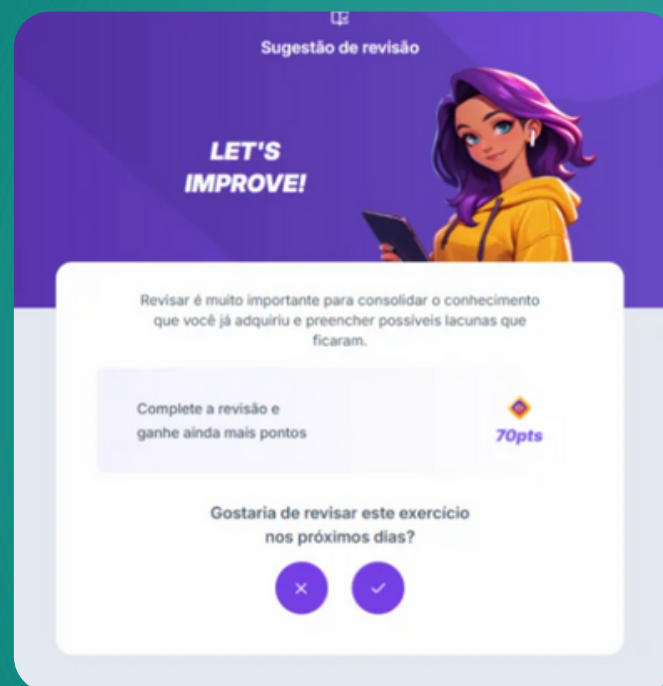 Sugestão de revisão
LET'S
IMPROVE!
Revisar é muito importante para consolidar o conhecimento
que você já adquiriu e preencher possíveis lacunas que
ficaram.
Complete a revisão e
ganhe ainda mais pontos
70pts
Gostaria de revisar este exercício
nos próximos dias?